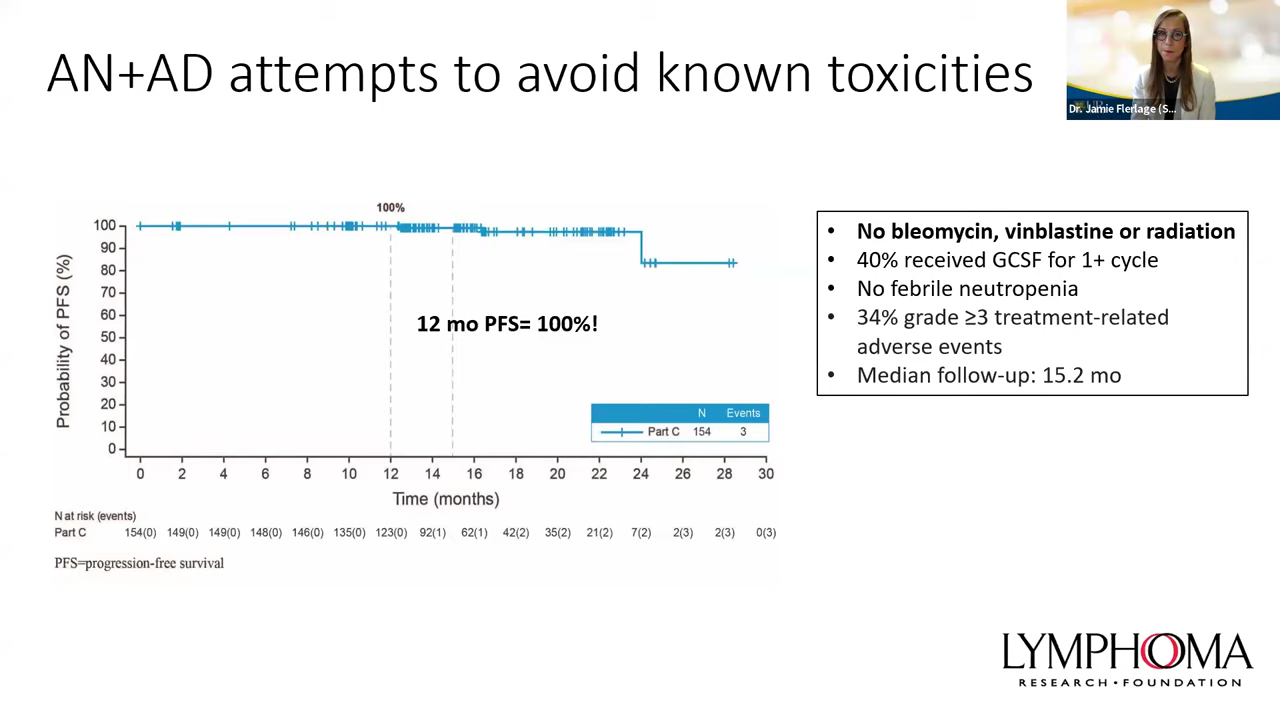 AN+AD attempts to avoid known toxicities
Dr. Jamie Flerlage (S...
100%
100
90
80
70
60
50
40
30
20
10
0
Probability of PFS (%)
12 mo PFS= 100%!
N Events
Part C 154 3
0 2 4 6 8 10 12 14 16 18 20 22 24 26 28 30
Time (months)
N at risk (events)
Part C 154(0) 149(0) 149(0) 148(0) 146(0) 135(0) 123(0) 92(1) 62(1) 42(2) 35(2) 21(2) 7(2) 2(3) 2(3) 0(3)
PFS=progression-free survival
• No bleomycin, vinblastine or radiation
• 40% received GCSF for 1+ cycle
• No febrile neutropenia
• 34% grade ≥3 treatment-related
adverse events
• Median follow-up: 15.2 mo
LYMPHOMA
RESEARCH • FOUNDATION